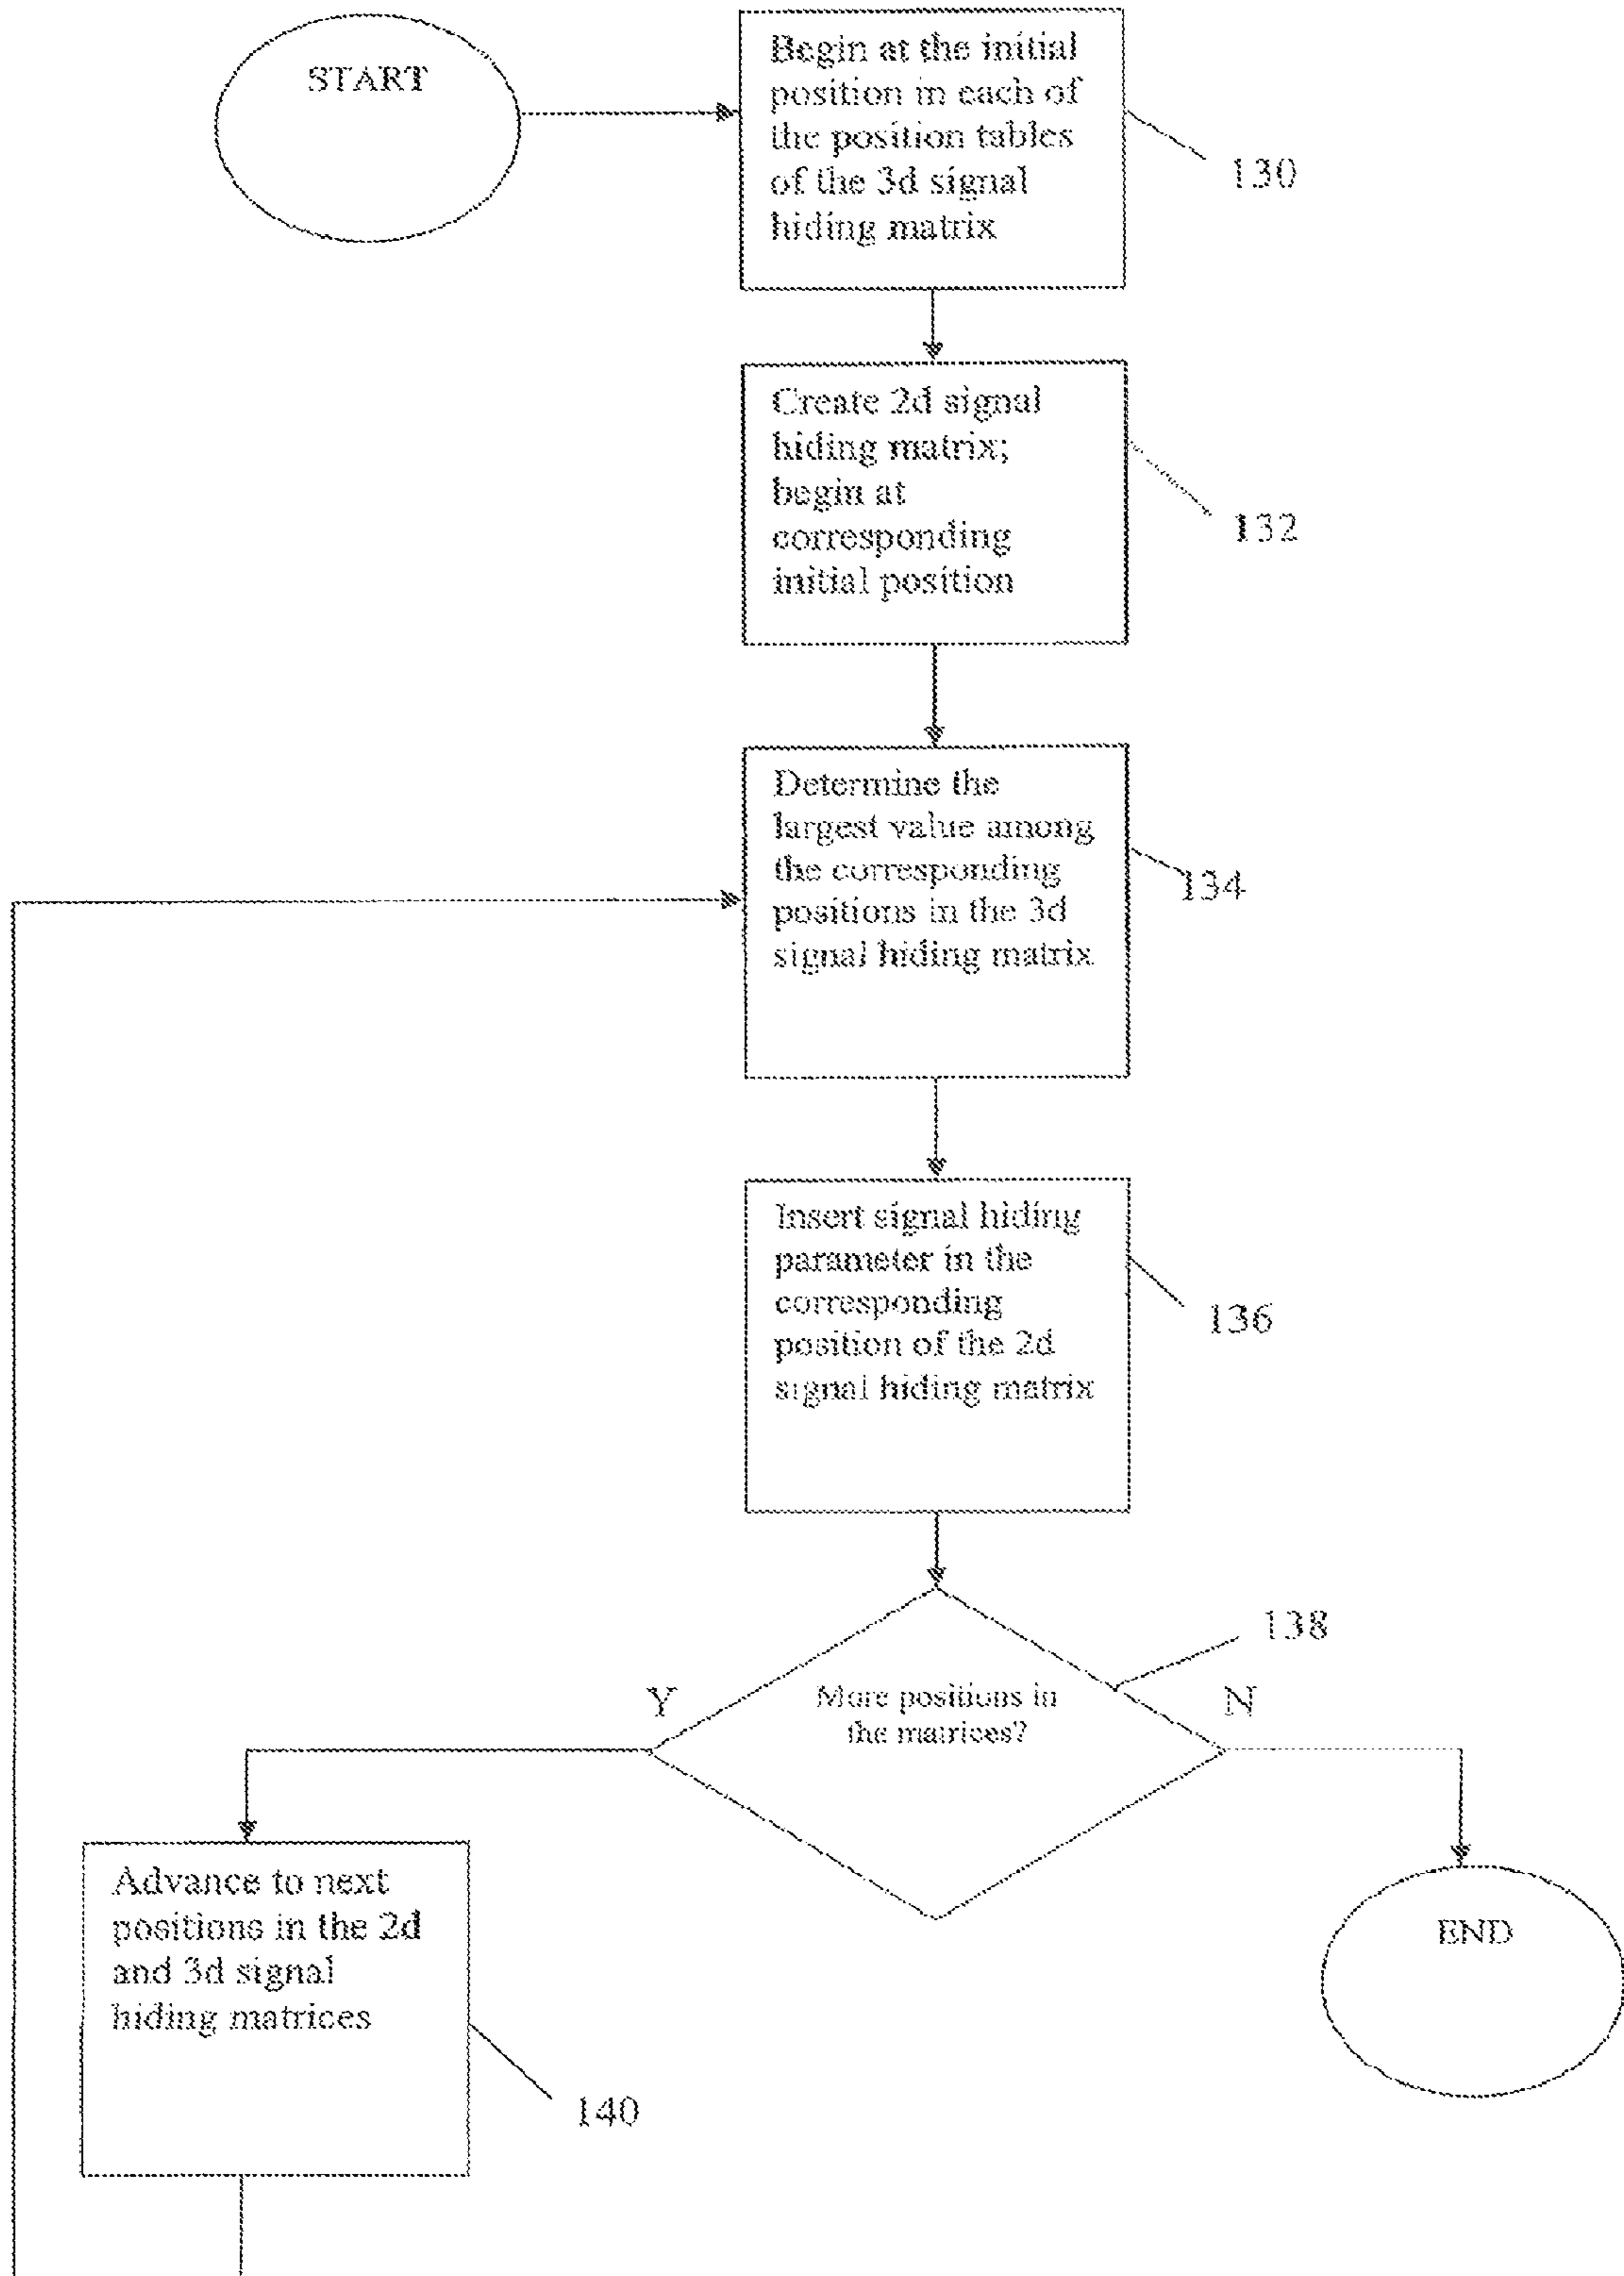 START
Begin at the initial
position in each of
the position tables
of the 3d signal
hiding matrix
130
Create 2d signal
hiding matrix;
begin at
corresponding
initial position
132
Determine the
largest value among
the corresponding
positions in the 3d
signal hiding matrix
134
Insert signal hiding
parameter in the
corresponding
position of the 2d
signal hiding matrix
136
138
More positions in
the matrices?
Y
N
Advance to next
positions in the 2d
and 3d signal
hiding matrices
140
END